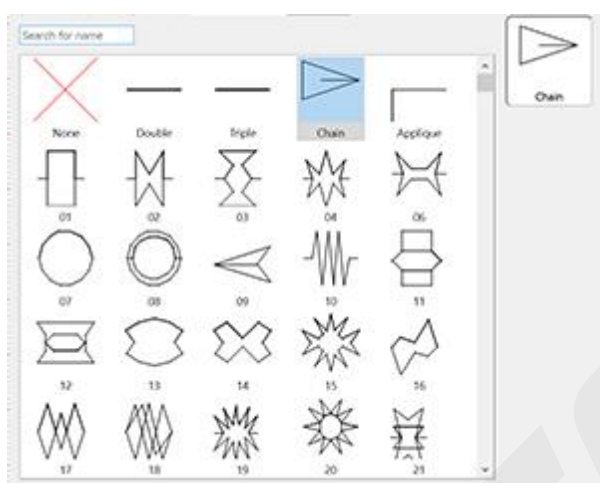 Search for name
None Double Triple Chain Applique
Chain
01 02 03 04 06
07 08 09 10 11
12 13 14 15 16
17 18 19 20 21